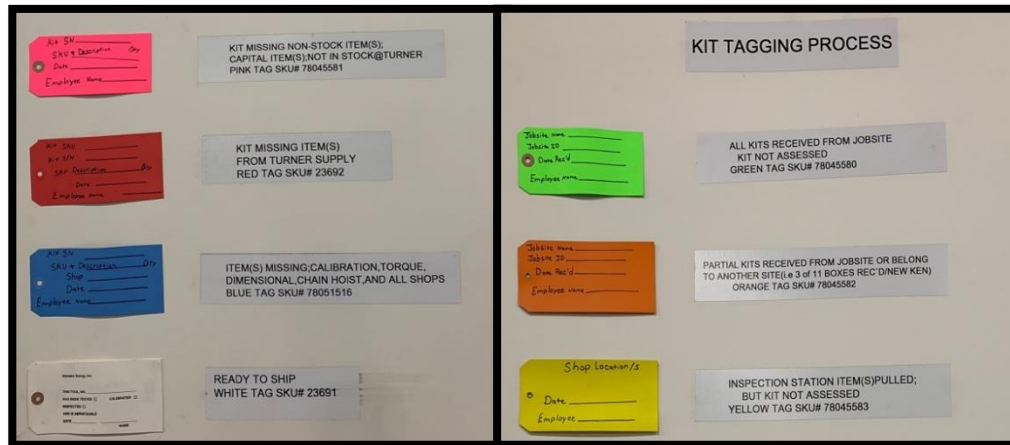 Kit SN
SKU & Description Qty
Date
Employee Name
KIT MISSING NON-STOCK ITEM(S);
CAPITAL ITEM(S);NOT IN STOCK@TURNER
PINK TAG SKU# 78045581
Kit SKU
Kit S/N
SKU Description Qty
Date
Employee name
KIT MISSING ITEM(S)
FROM TURNER SUPPLY
RED TAG SKU# 23692
Kit SN
SKU & Description Qty
Shop
Date
Employee Name
ITEM(S) MISSING;CALIBRATION,TORQUE,
DIMENSIONAL,CHAIN HOIST,AND ALL SHOPS
BLUE TAG SKU# 78051516
CALIBRATED
INSPECTED
DATE
NAME
READY TO SHIP
WHITE TAG SKU# 23691
KIT TAGGING PROCESS
Jobsite Name
Jobsite ID
Date Rec'd
Employee Name
ALL KITS RECEIVED FROM JOBSITE
KIT NOT ASSESSED
GREEN TAG SKU# 78045580
Jobsite Name
Jobsite ID
Date Rec'd
Employee Name
PARTIAL KITS RECEIVED FROM JOBSITE OR BELONG
TO ANOTHER SITE(i.e 3 of 11 BOXES REC'D/NEW KEN)
ORANGE TAG SKU# 78045582
Shop Location/s
Date
Employee
INSPECTION STATION ITEM(S)PULLED;
BUT KIT NOT ASSESSED
YELLOW TAG SKU# 78045583